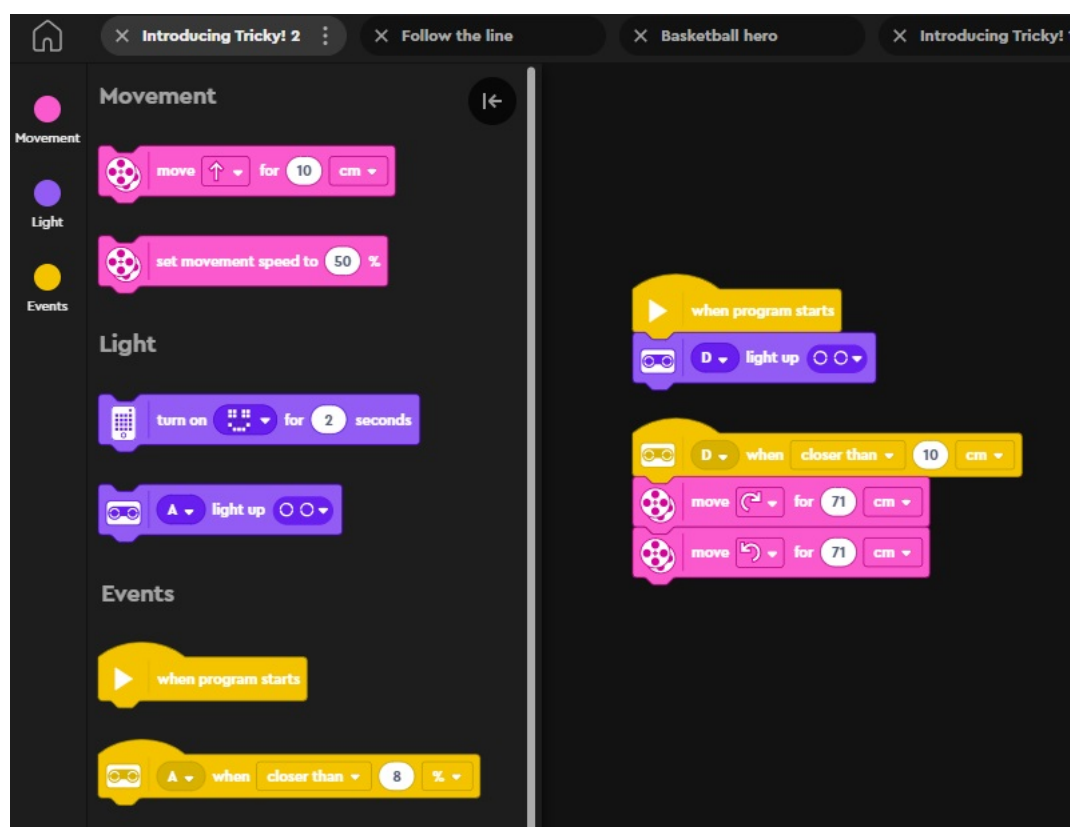 Introducing Tricky! 2
Follow the line
Basketball hero
Introducing Tricky!
Movement
Light
Events
Movement
move for 10 cm
set movement speed to 50 %
Light
turn on for 2 seconds
A light up
Events
when program starts
A when closer than 8 %
when program starts
D light up
D when closer than 10 cm
move for 71 cm
move for 71 cm